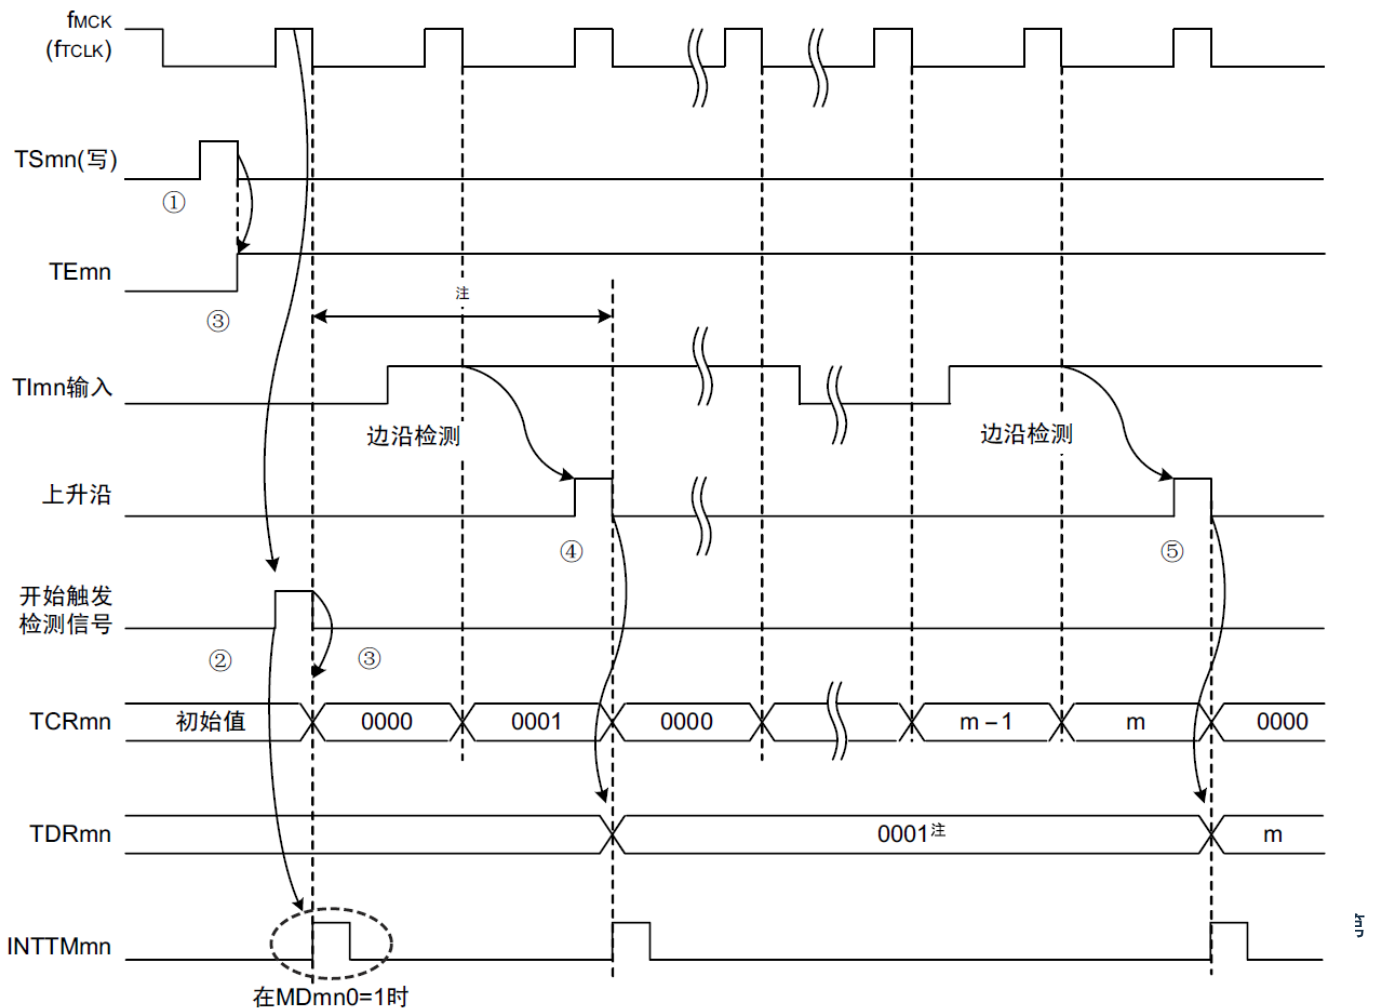 fMCK
(fTCLK)
TSmn(写)
①
TEmn
③
注
TImn输入
边沿检测
边沿检测
上升沿
④
⑤
开始触发
检测信号
②
③
TCRmn
初始值
0000
0001
0000
m－1
m
0000
TDRmn
0001注
m
INTTMmn
在MDmn0=1时